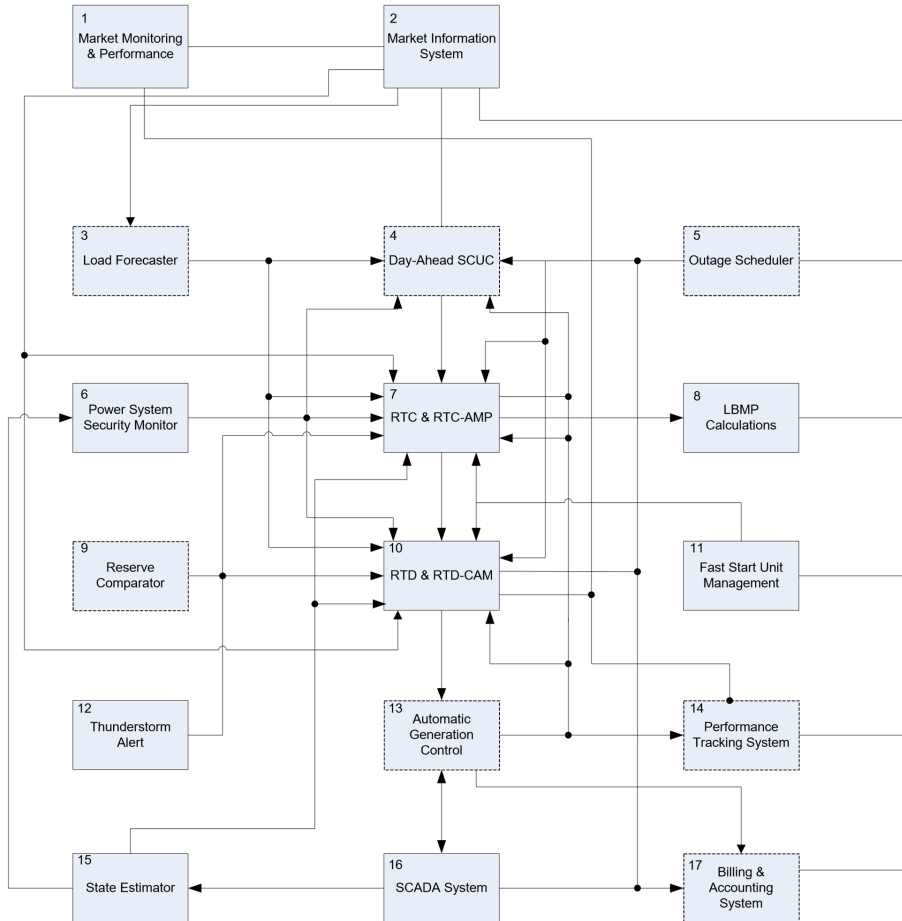 1
Market Monitoring
& Performance
2
Market Information
System
3
Load Forecaster
4
Day-Ahead SCUC
5
Outage Scheduler
6
Power System
Security Monitor
7
RTC & RTC-AMP
8
LBMP
Calculations
9
Reserve
Comparator
10
RTD & RTD-CAM
11
Fast Start Unit
Management
12
Thunderstorm
Alert
13
Automatic
Generation
Control
14
Performance
Tracking System
15
State Estimator
16
SCADA System
17
Billing &
Accounting
System